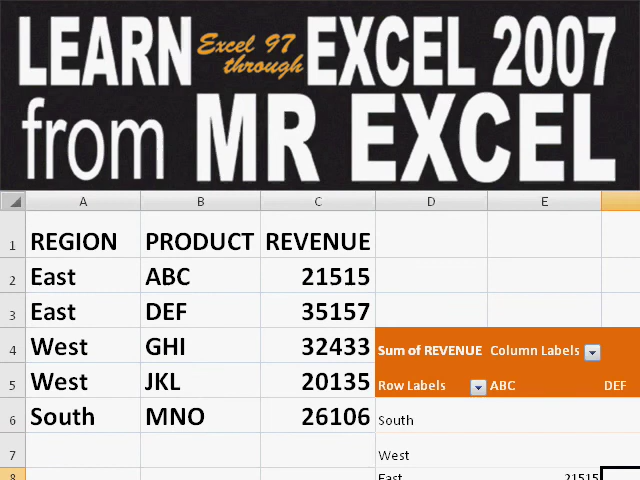 LEARN Excel 97 through EXCEL 2007
from MR EXCEL
A B C D E
1 REGION PRODUCT REVENUE
2 East ABC 21515
3 East DEF 35157
4 West GHI 32433 Sum of REVENUE Column Labels
5 West JKL 20135 Row Labels ABC DEF
6 South MNO 26106 South
7 West
8 East 21515